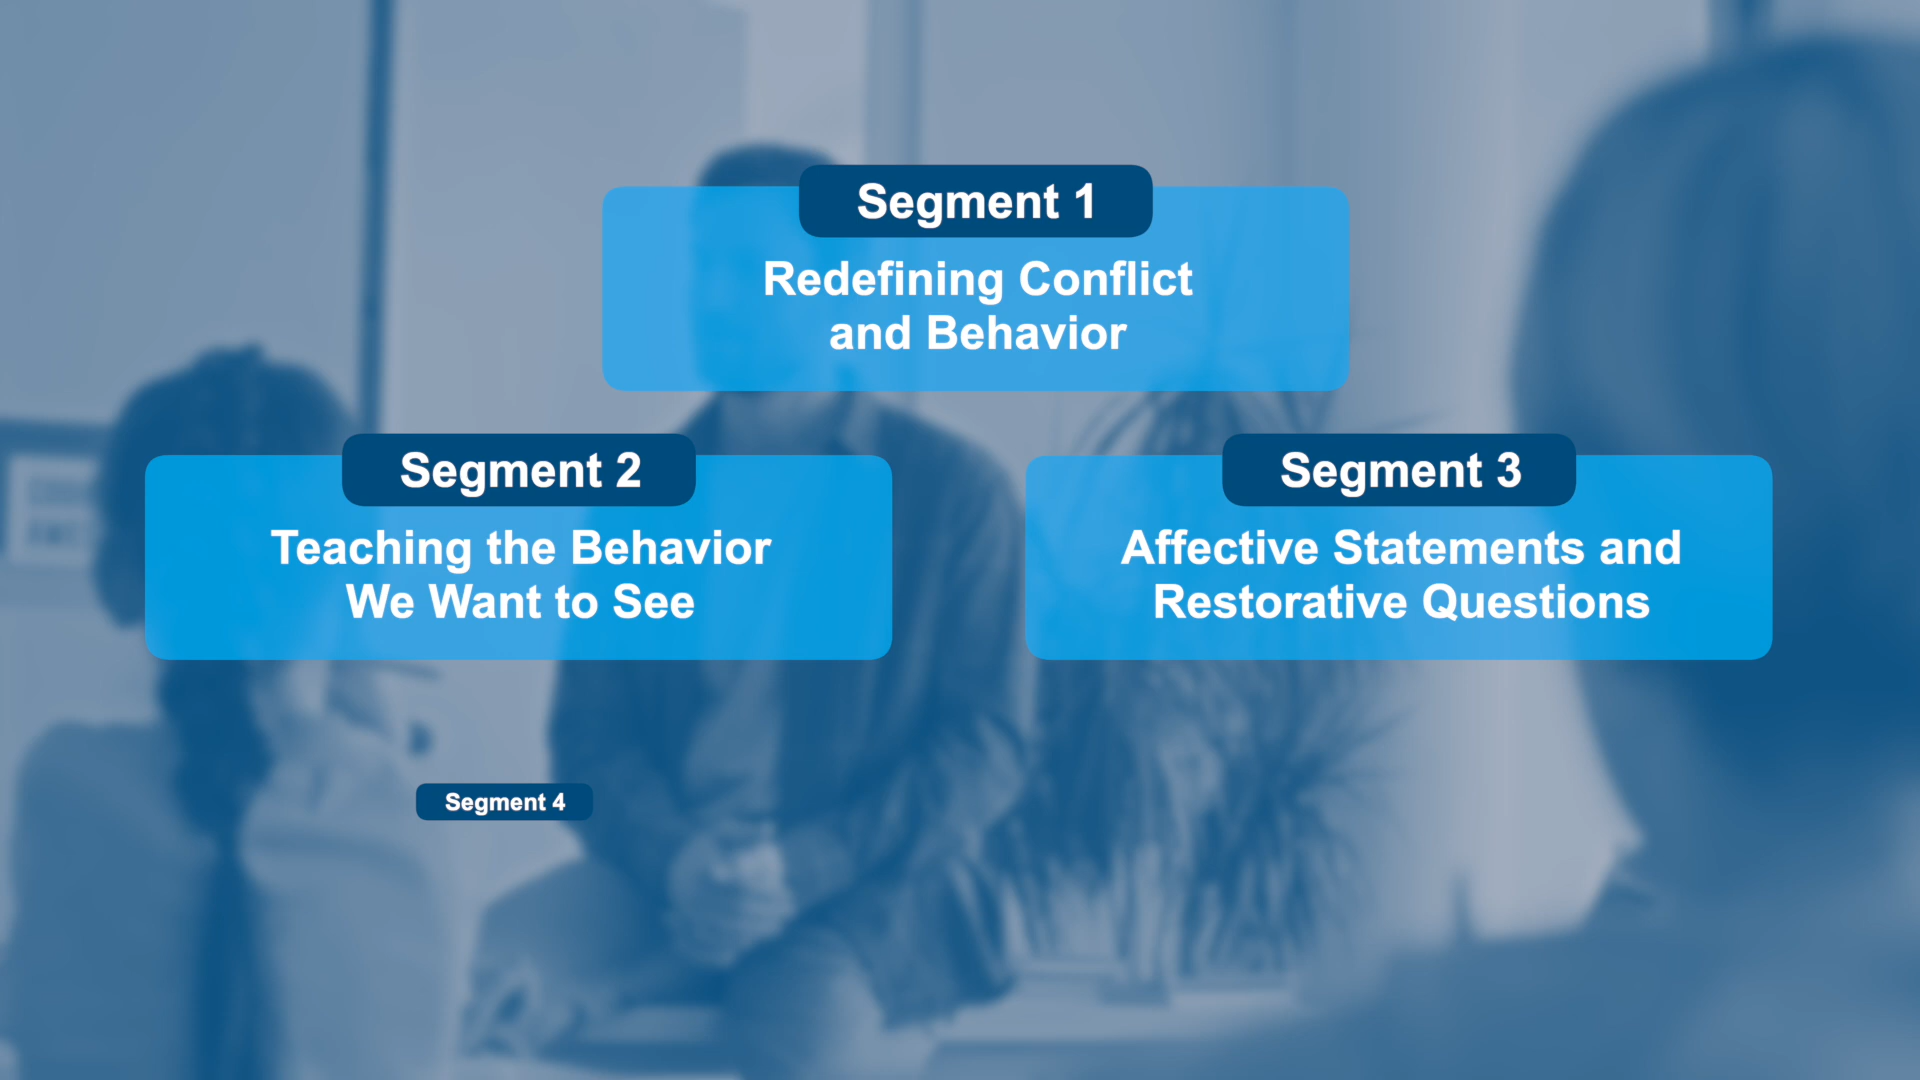 Segment 1
Redefining Conflict
and Behavior
Segment 2
Teaching the Behavior
We Want to See
Segment 3
Affective Statements and
Restorative Questions
Segment 4